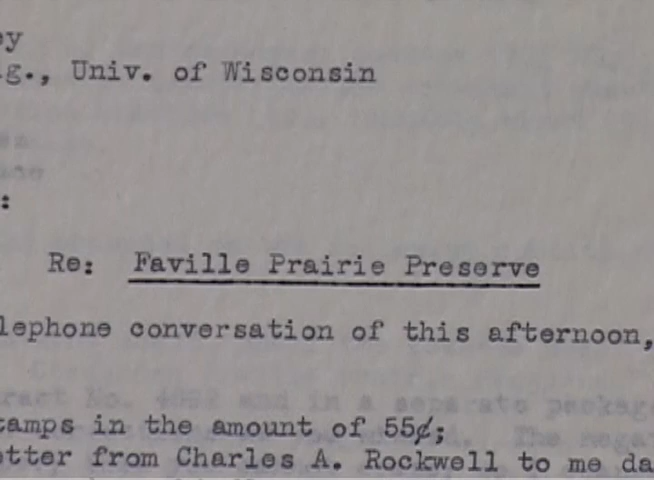 ey
g., Univ. of Wisconsin
:
Re: Faville Prairie Preserve
lephone conversation of this afternoon,
tamps in the amount of 55¢;
etter from Charles A. Rockwell to me da